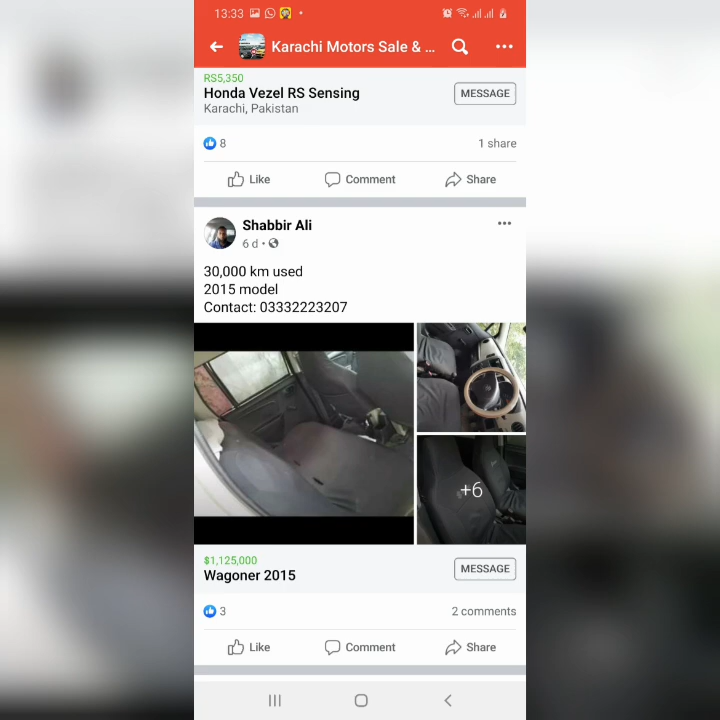 13:33
Karachi Motors Sale & ...
RS5,350
Honda Vezel RS Sensing
MESSAGE
Karachi, Pakistan
8
1 share
Like
Comment
Share
Shabbir Ali
6 d
30,000 km used
2015 model
Contact: 03332223207
+6
$1,125,000
Wagoner 2015
MESSAGE
3
2 comments
Like
Comment
Share